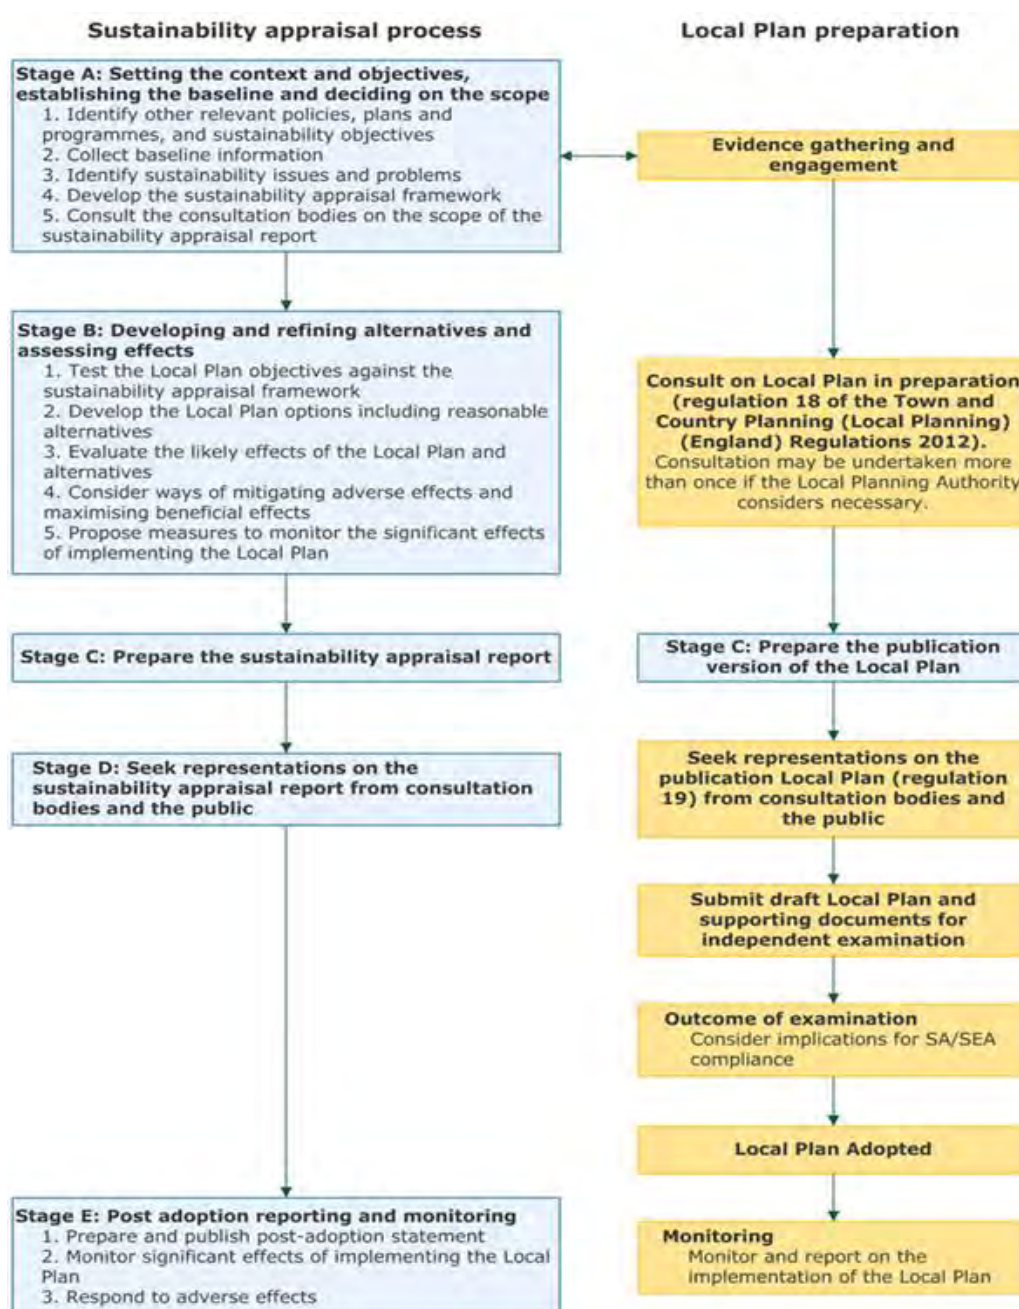 Sustainability appraisal process
Stage A: Setting the context and objectives,
establishing the baseline and deciding on the scope
1. Identify other relevant policies, plans and
programmes, and sustainability objectives
2. Collect baseline information
3. Identify sustainability issues and problems
4. Develop the sustainability appraisal framework
5. Consult the consultation bodies on the scope of the
sustainability appraisal report
Stage B: Developing and refining alternatives and
assessing effects
1. Test the Local Plan objectives against the
sustainability appraisal framework
2. Develop the Local Plan options including reasonable
alternatives
3. Evaluate the likely effects of the Local Plan and
alternatives
4. Consider ways of mitigating adverse effects and
maximising beneficial effects
5. Propose measures to monitor the significant effects
of implementing the Local Plan
Stage C: Prepare the sustainability appraisal report
Stage D: Seek representations on the
sustainability appraisal report from consultation
bodies and the public
Stage E: Post adoption reporting and monitoring
1. Prepare and publish post-adoption statement
2. Monitor significant effects of implementing the Local
Plan
3. Respond to adverse effects
Local Plan preparation
Evidence gathering and
engagement
Consult on Local Plan in preparation
(regulation 18 of the Town and
Country Planning (Local Planning)
(England) Regulations 2012).
Consultation may be undertaken more
than once if the Local Planning Authority
considers necessary.
Stage C: Prepare the publication
version of the Local Plan
Seek representations on the
publication Local Plan (regulation
19) from consultation bodies and
the public
Submit draft Local Plan and
supporting documents for
independent examination
Outcome of examination
Consider implications for SA/SEA
compliance
Local Plan Adopted
Monitoring
Monitor and report on the
implementation of the Local Plan